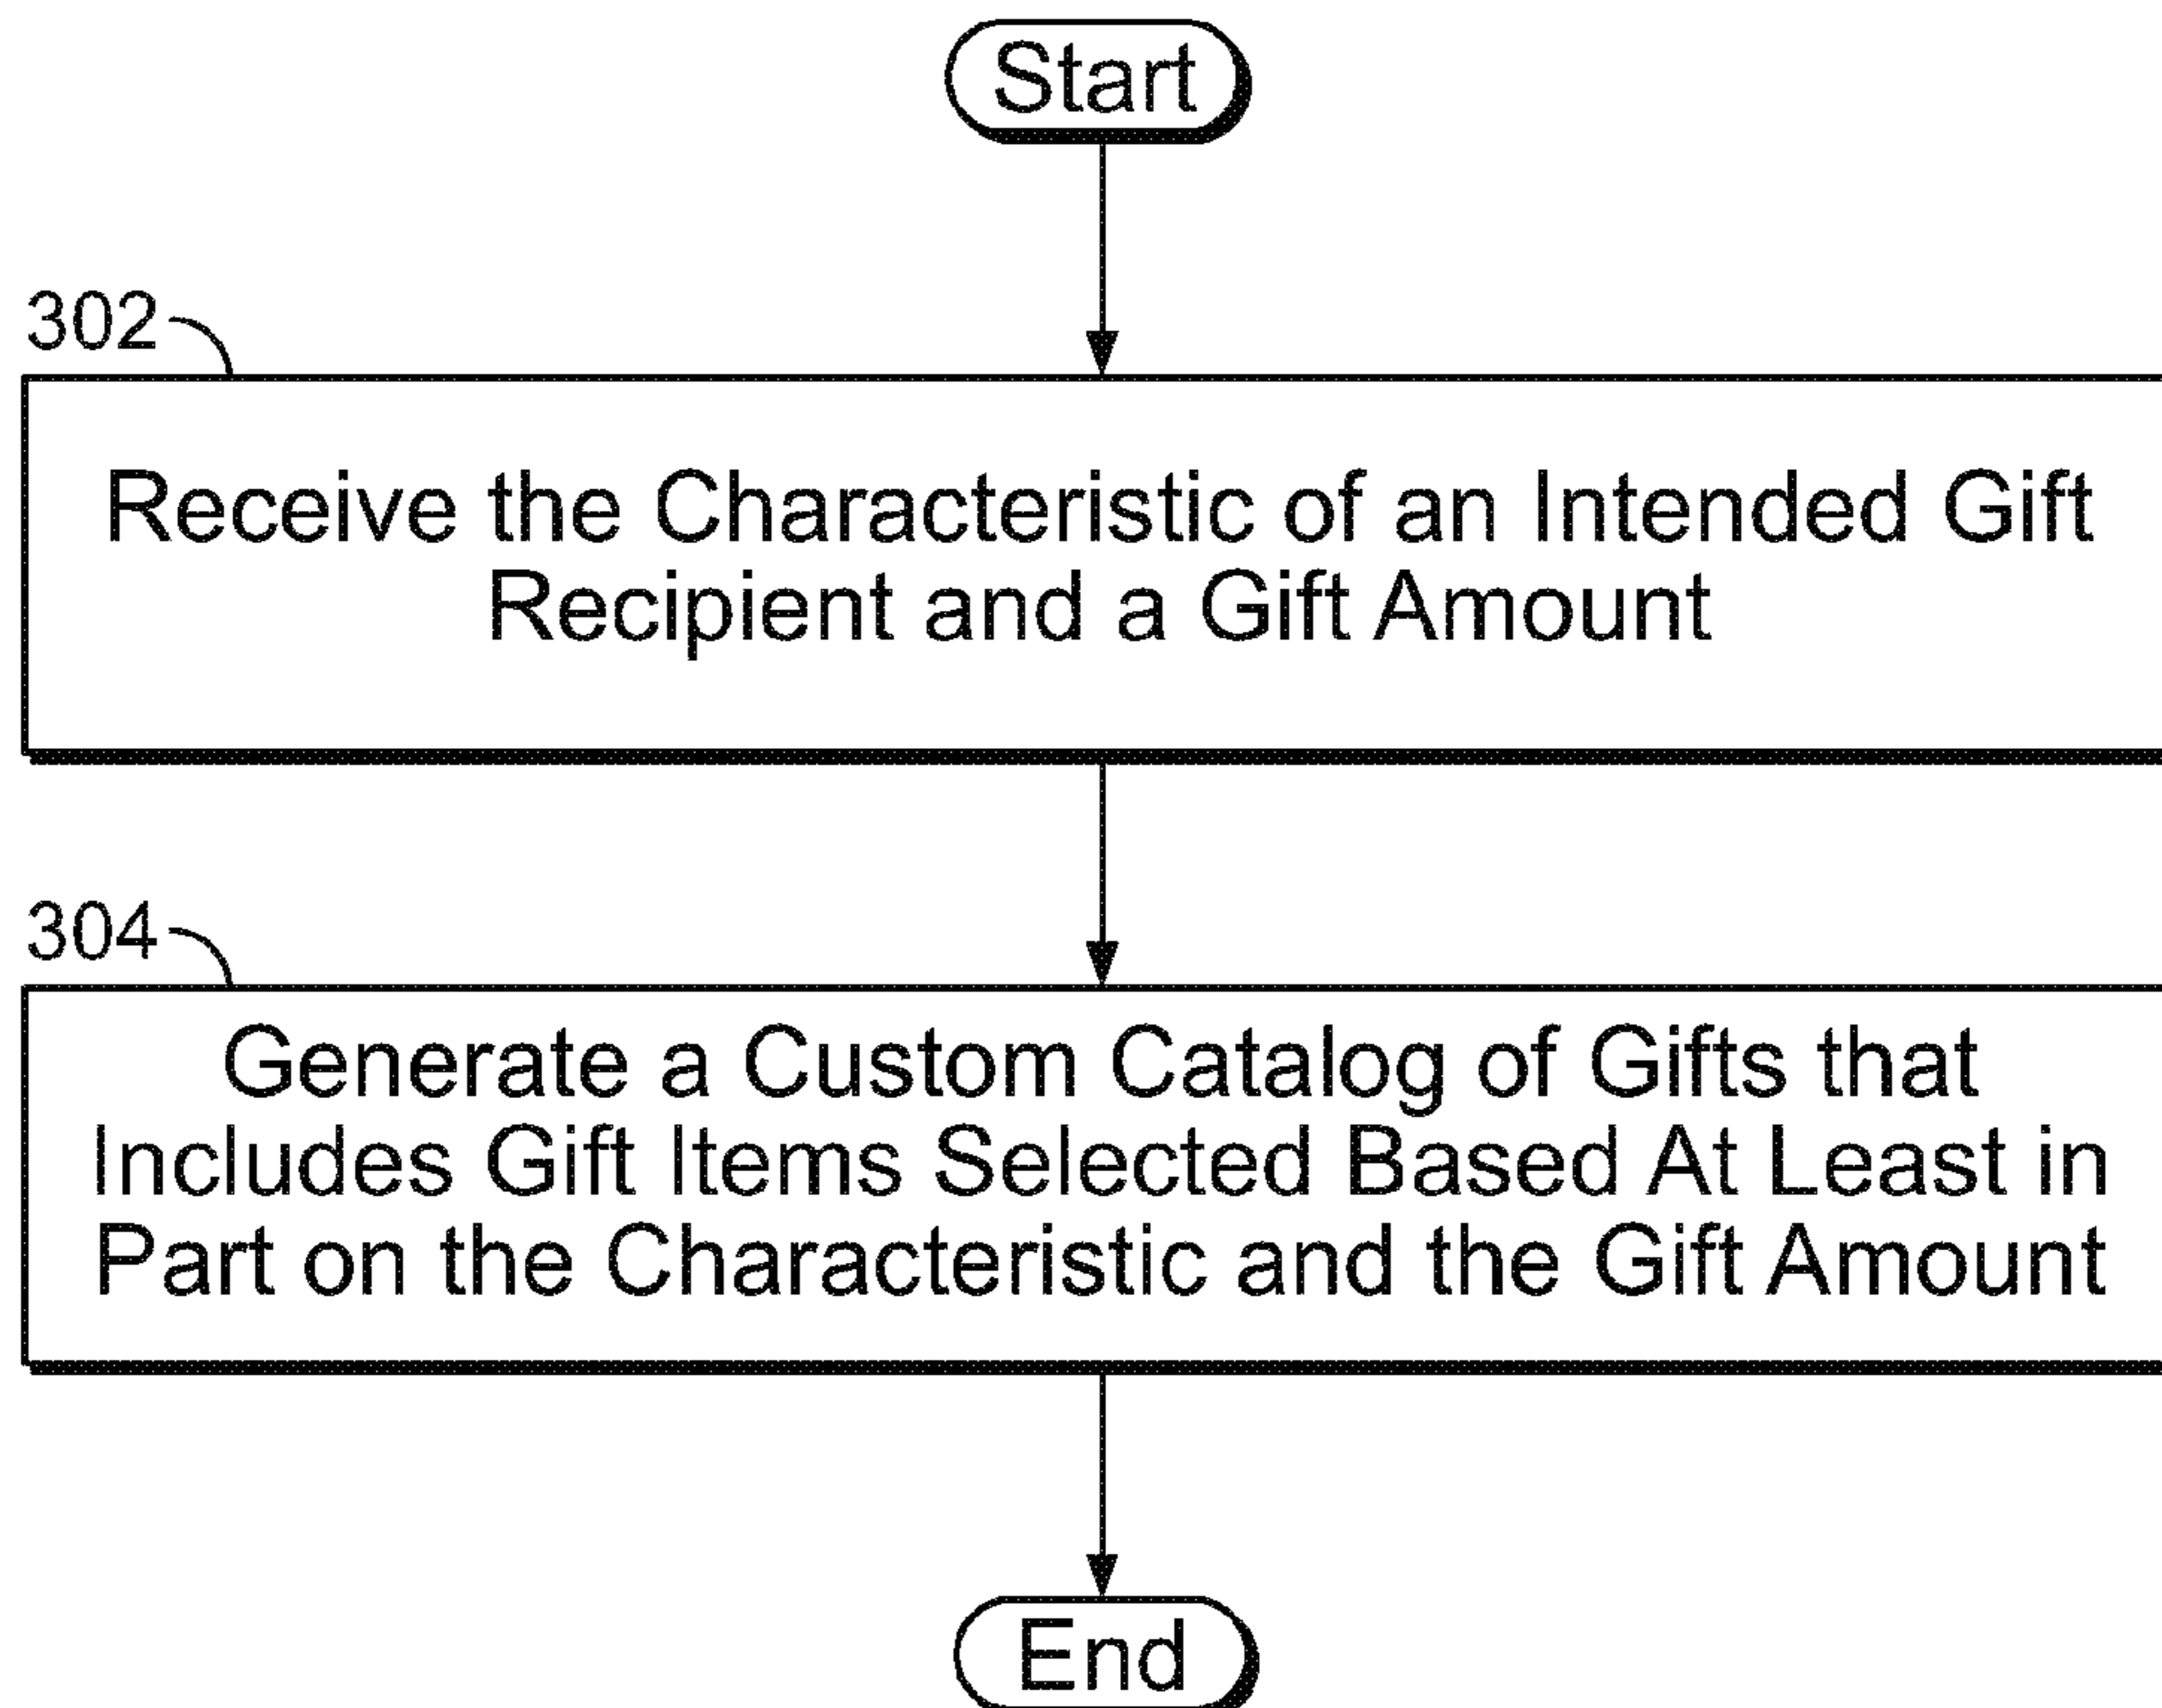 Start
302
Receive the Characteristic of an Intended Gift
Recipient and a Gift Amount
304
Generate a Custom Catalog of Gifts that
Includes Gift Items Selected Based At Least in
Part on the Characteristic and the Gift Amount
End